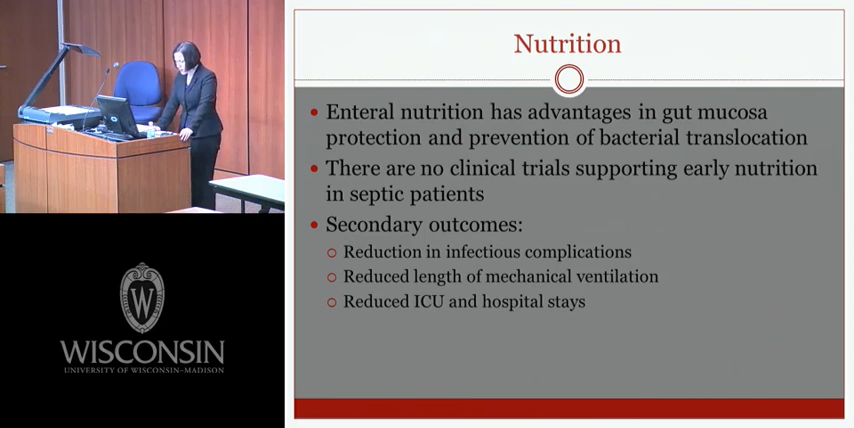 Nutrition
• Enteral nutrition has advantages in gut mucosa
protection and prevention of bacterial translocation
• There are no clinical trials supporting early nutrition
in septic patients
• Secondary outcomes:
○ Reduction in infectious complications
○ Reduced length of mechanical ventilation
○ Reduced ICU and hospital stays
W
WISCONSIN
UNIVERSITY OF WISCONSIN–MADISON